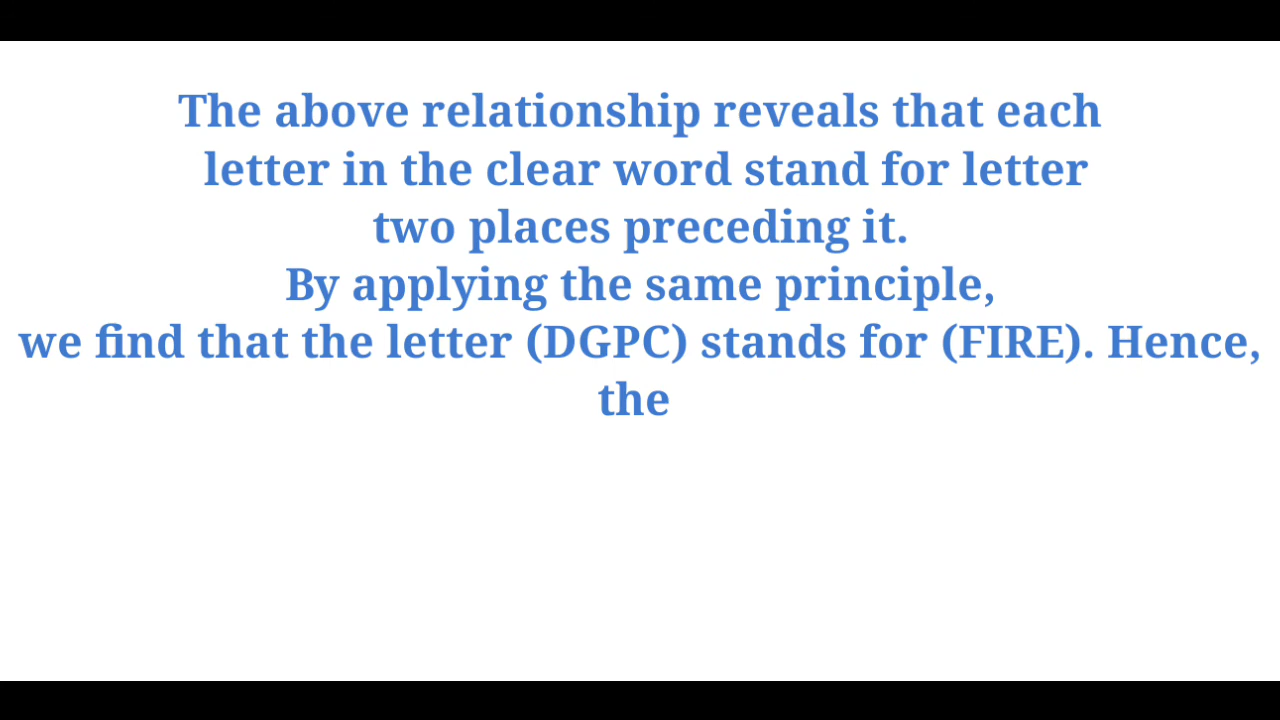 The above relationship reveals that each
letter in the clear word stand for letter
two places preceding it.
By applying the same principle,
we find that the letter (DGPC) stands for (FIRE). Hence,
the